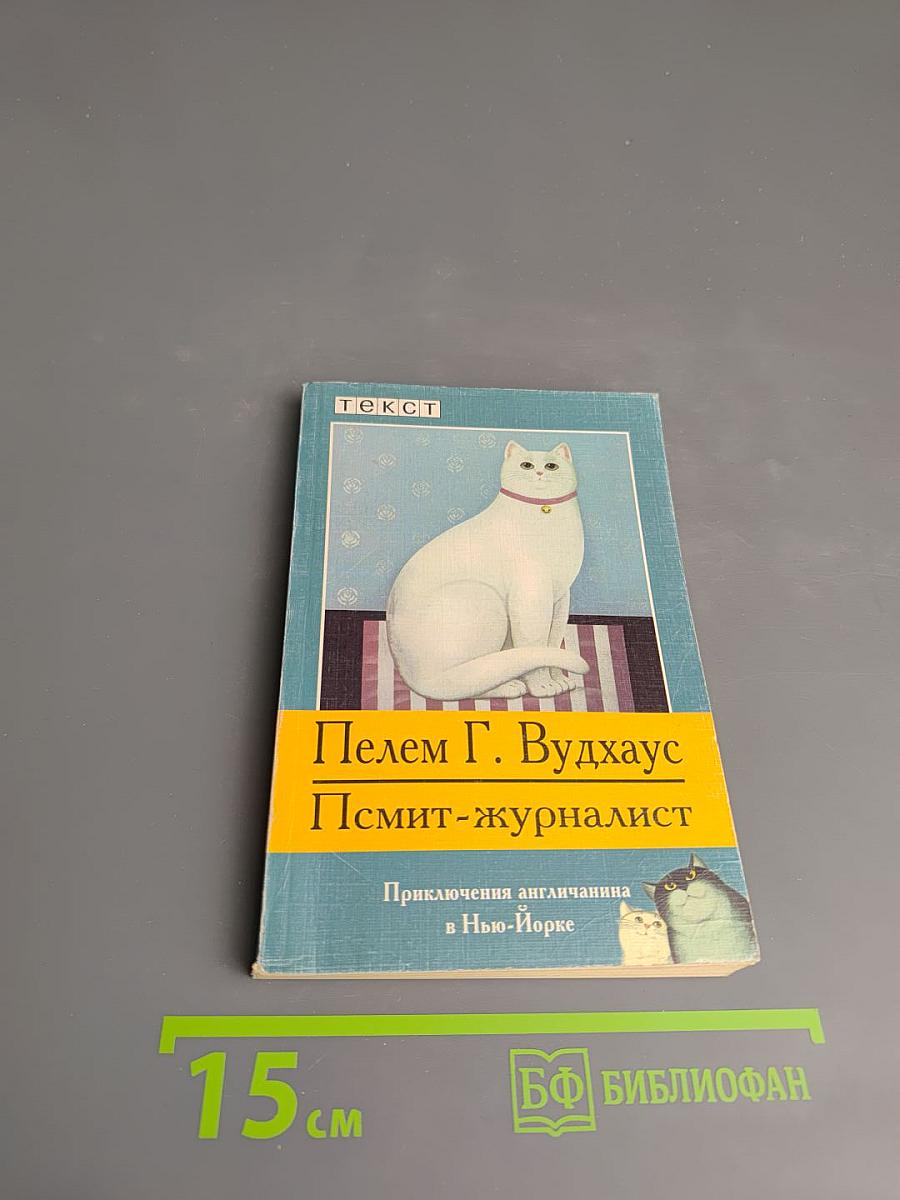 текст
Пелем Г. Вудхаус
Псмит-журналист
Приключения англичанина
в Нью-Йорке
15 см
БФ БИБЛИОФАН